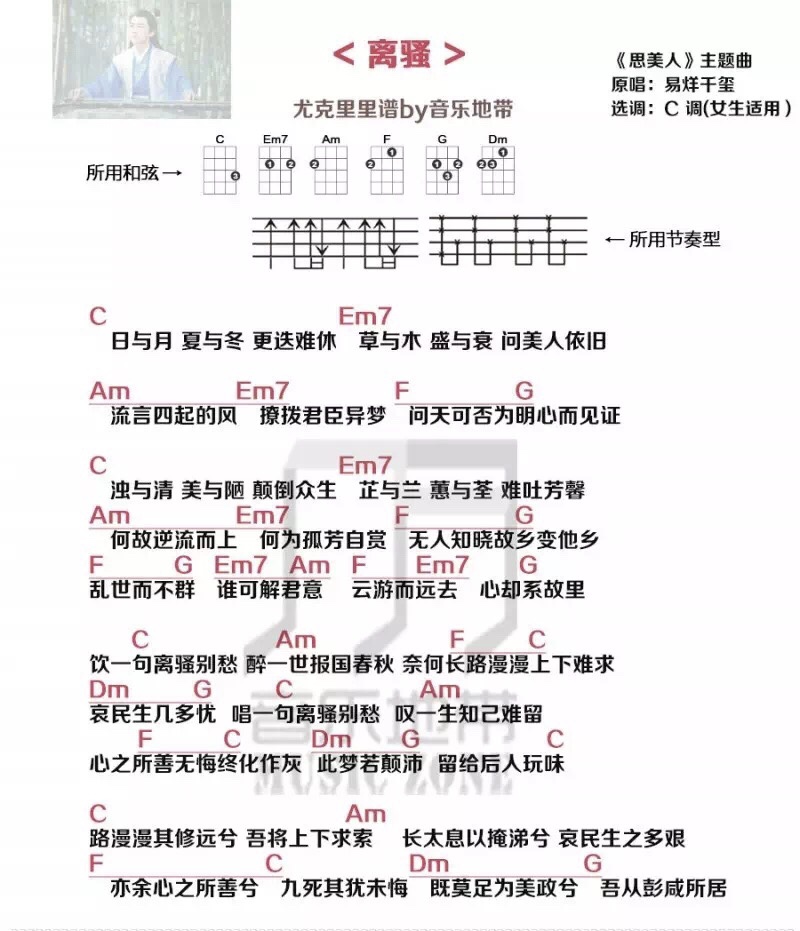 < 离骚 >
尤克里里谱by音乐地带
《思美人》主题曲
原唱：易烊千玺
选调：C 调(女生适用）
C Em7 Am F G Dm
所用和弦→
3 1 2 2 1 2 1 2 3 2 3 1
←所用节奏型
C Em7
日与月 夏与冬 更迭难休 草与木 盛与衰 问美人依旧
Am Em7 F G
流言四起的风 撩拨君臣异梦 问天可否为明心而见证
C Em7
浊与清 美与陋 颠倒众生 芷与兰 蕙与荃 难吐芳馨
Am Em7 F G
何故逆流而上 何为孤芳自赏 无人知晓故乡变他乡
F G Em7 Am F Em7 G
乱世而不群 谁可解君意 云游而远去 心却系故里
C Am F C
饮一句离骚别愁 醉一世报国春秋 奈何长路漫漫上下难求
Dm G C Am
哀民生几多忧 唱一句离骚别愁 叹一生知己难留
F C Dm G C
心之所善无悔终化作灰 此梦若颠沛 留给后人玩味
音乐地带
MUSIC ZONE
C Am
路漫漫其修远兮 吾将上下求索 长太息以掩涕兮 哀民生之多艰
F C Dm G
亦余心之所善兮 九死其犹未悔 既莫足为美政兮 吾从彭咸所居